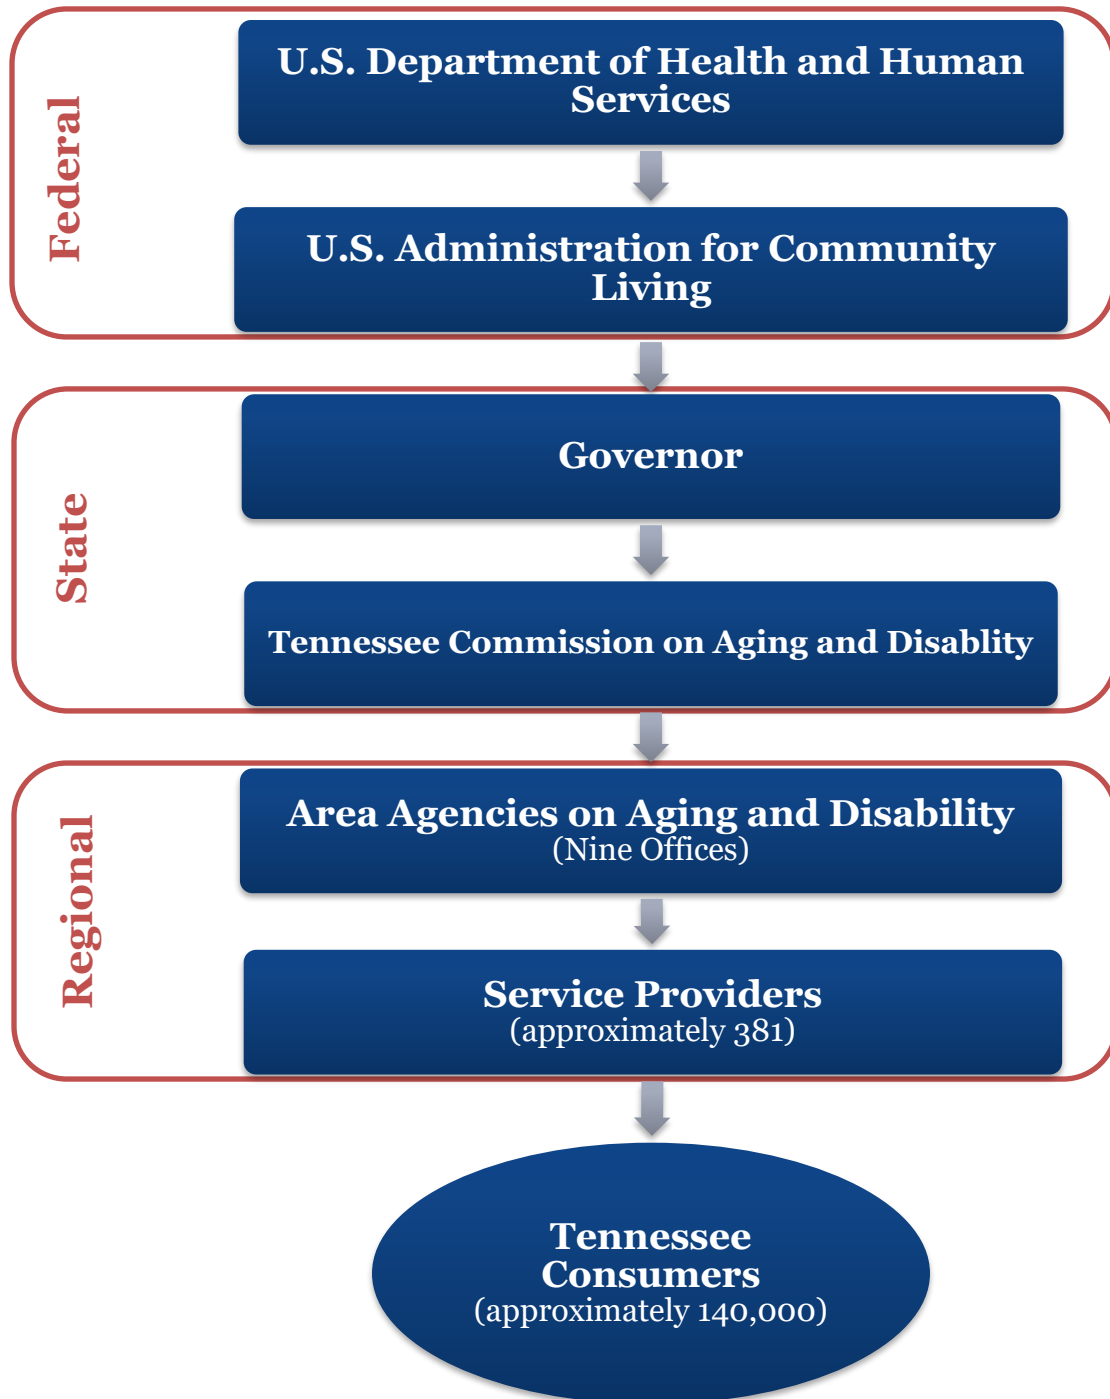 Federal
U.S. Department of Health and Human
Services
U.S. Administration for Community
Living
State
Governor
Tennessee Commission on Aging and Disablity
Regional
Area Agencies on Aging and Disability
(Nine Offices)
Service Providers
(approximately 381)
Tennessee
Consumers
(approximately 140,000)